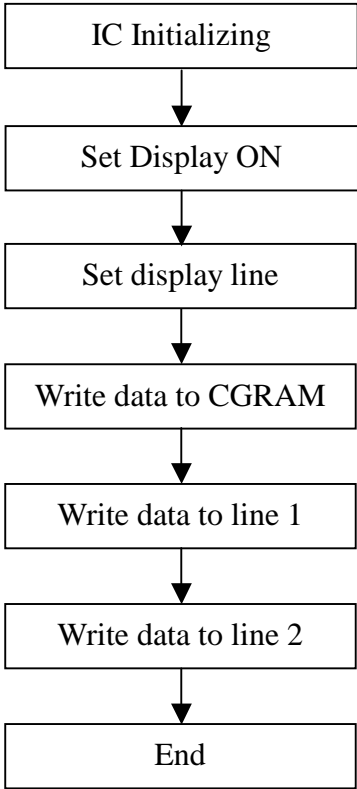 IC Initializing
Set Display ON
Set display line
Write data to CGRAM
Write data to line 1
Write data to line 2
End